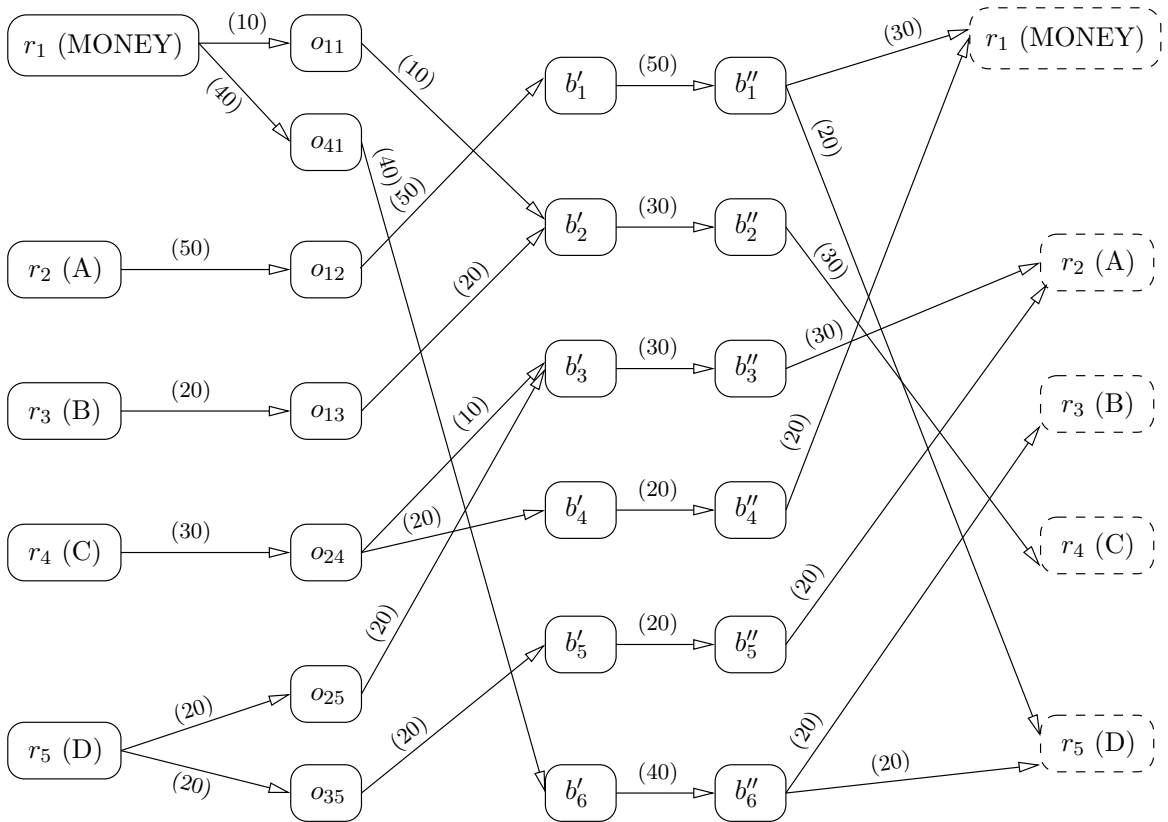 r₁ (MONEY) (10) o₁₁ (30) r₁ (MONEY)
(40) (10) b′₁ (50) b″₁
o₄₁ (40) (50) (20)
b′₂ (30) b″₂
r₂ (A) (50) o₁₂ (20) (30) r₂ (A)
b′₃ (30) b″₃ (30)
r₃ (B) (20) o₁₃ (10) (20) r₃ (B)
b′₄ (20) b″₄
r₄ (C) (30) o₂₄ (20) r₄ (C)
(20) b′₅ (20) b″₅ (20)
(20) o₂₅
r₅ (D) (20) (20) r₅ (D)
(20) o₃₅ b′₆ (40) b″₆ (20)